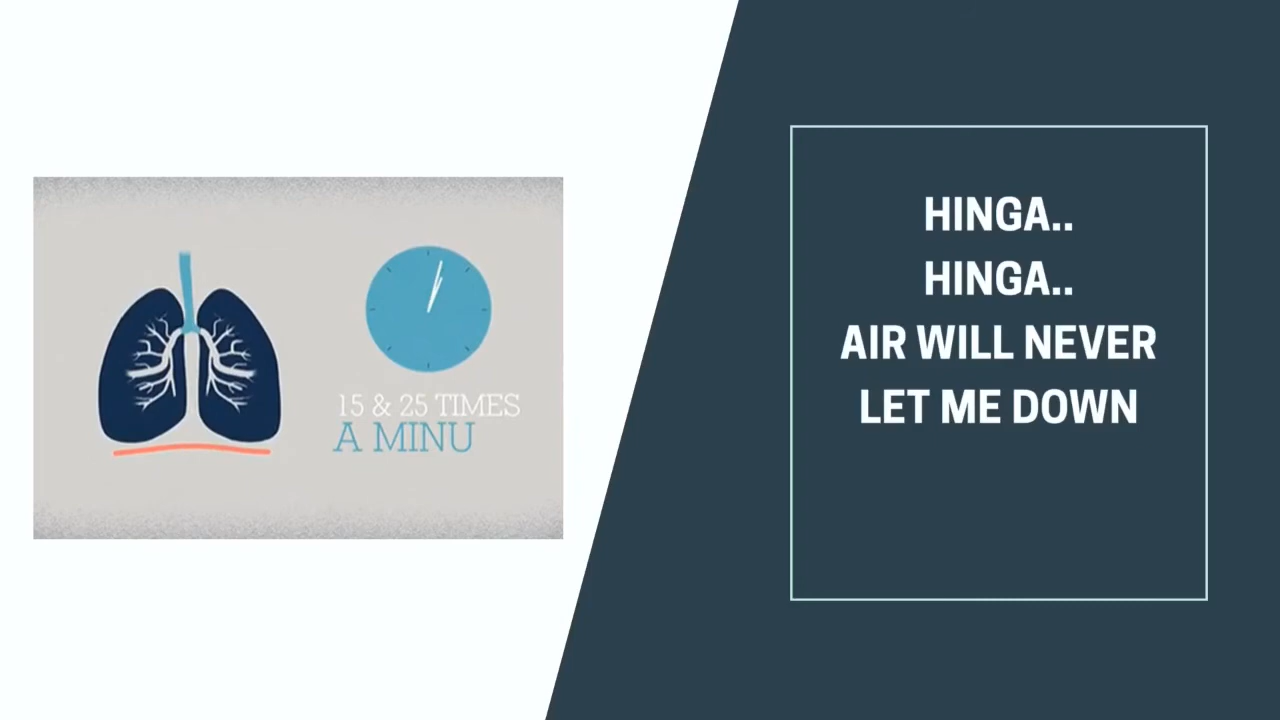 15 & 25 TIMES
A MINU
HINGA..
HINGA..
AIR WILL NEVER
LET ME DOWN